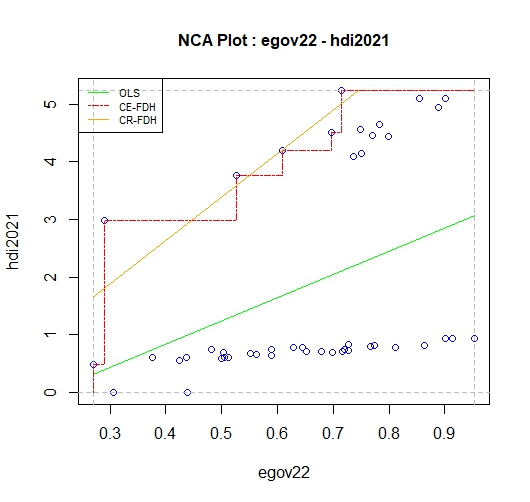 NCA Plot : egov22 - hdi2021
OLS
CE-FDH
CR-FDH
hdi2021
5
4
3
2
1
0
0.3 0.4 0.5 0.6 0.7 0.8 0.9
egov22